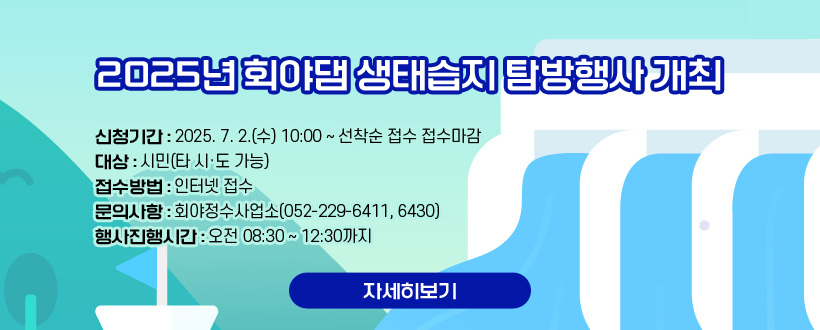 2025년 회야댐 생태습지 탐방행사 개최
신청기간 : 2025. 7. 2.(수) 10:00 ~ 선착순 접수 접수마감
대상 : 시민(타 시·도 가능)
접수방법 : 인터넷 접수
문의사항 : 회야정수사업소(052-229-6411, 6430)
행사진행시간 : 오전 08:30 ~ 12:30까지
자세히보기